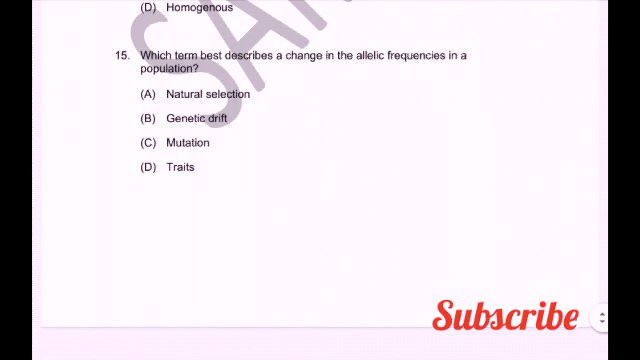 (D) Homogenous
15. Which term best describes a change in the allelic frequencies in a
population?
(A) Natural selection
(B) Genetic drift
(C) Mutation
(D) Traits
Subscribe